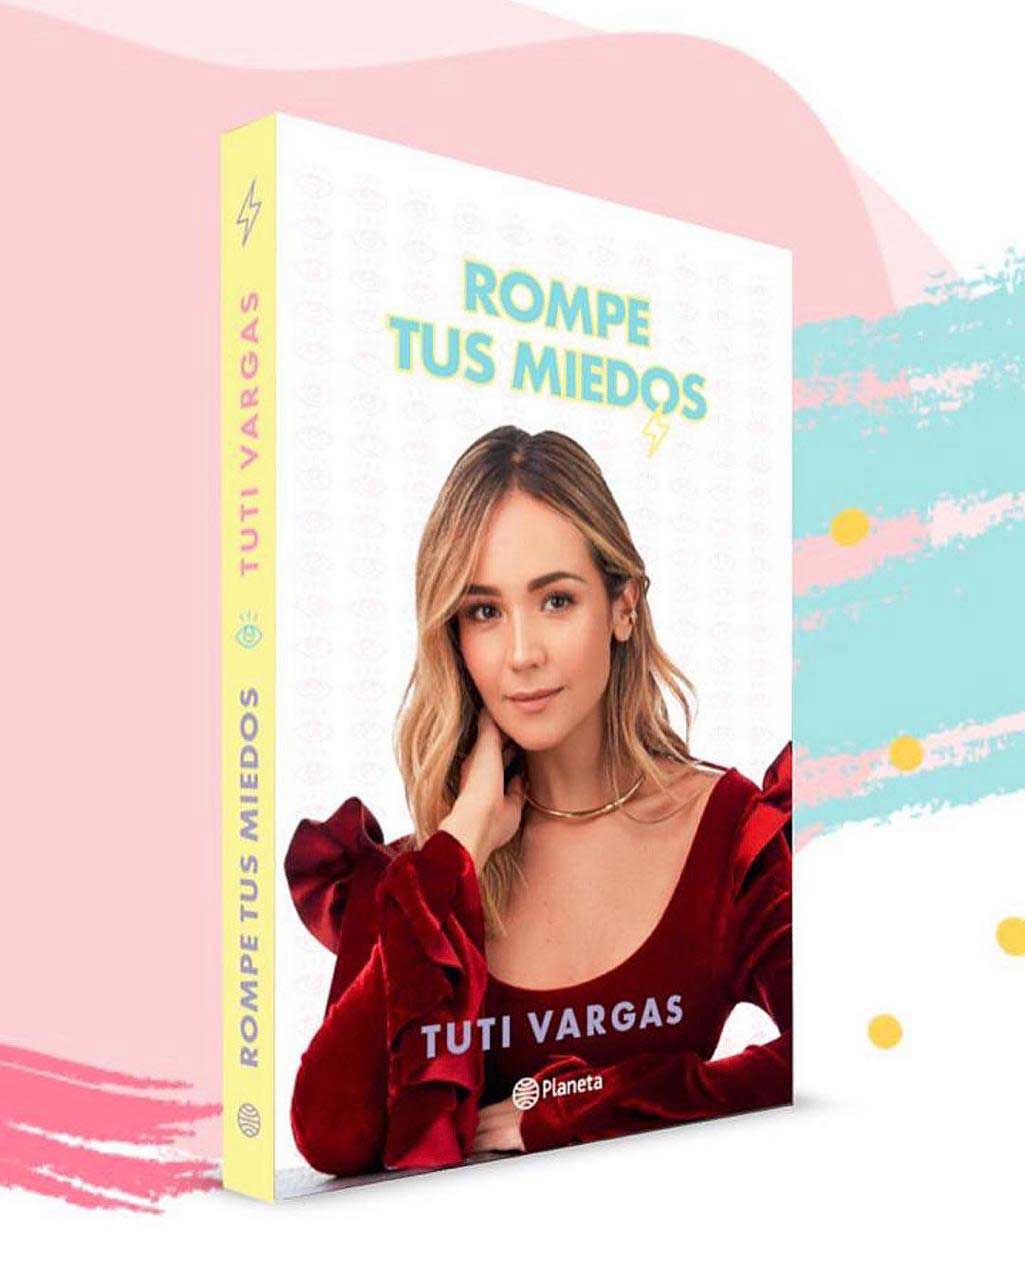 ROMPE
TUS MIEDOS
TUTI VARGAS
Planeta
ROMPE TUS MIEDOS TUTI VARGAS